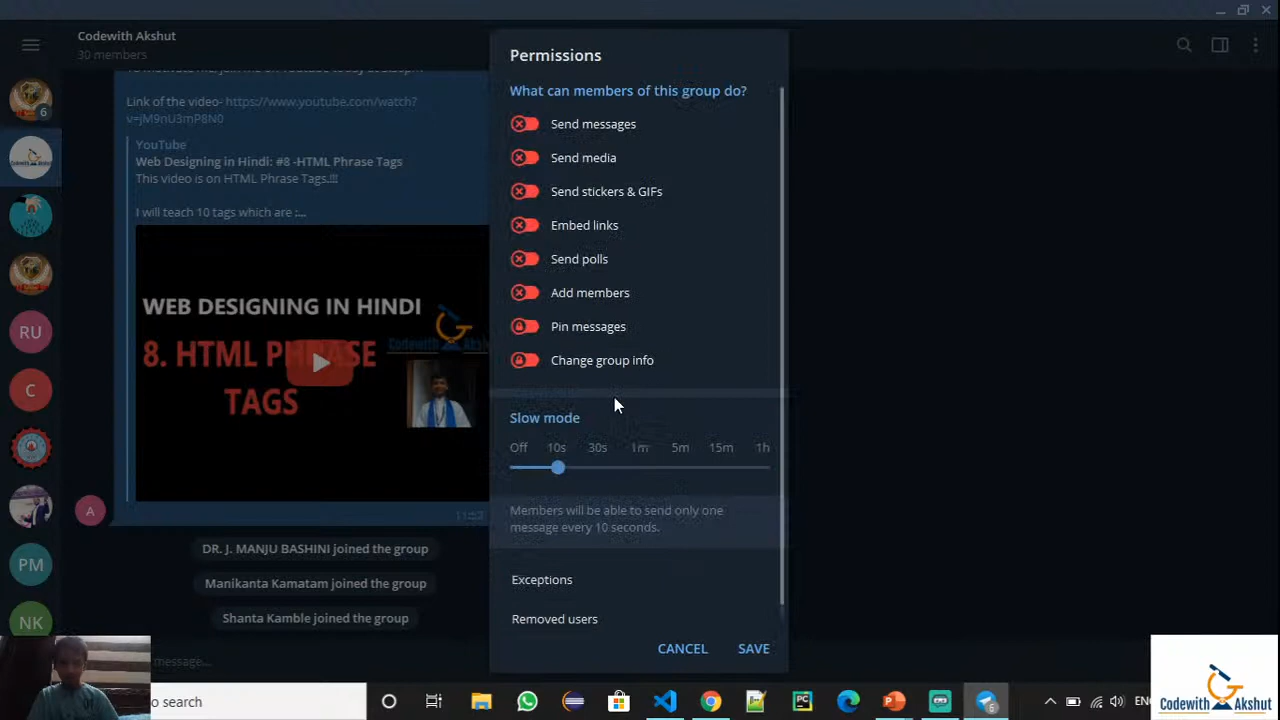 Codewith Akshut
30 members
Link of the video- https://www.youtube.com/watch?
v=jM9nU3mP8N0
YouTube
Web Designing in Hindi: #8 -HTML Phrase Tags
This video is on HTML Phrase Tags.!!!
I will teach 10 tags which are :...
WEB DESIGNING IN HINDI
8. HTML PHRASE
TAGS
A
DR. J. MANJU BASHINI joined the group
Manikanta Kamatam joined the group
Shanta Kamble joined the group
message...
6
RU
C
PM
NK
Permissions
What can members of this group do?
Send messages
Send media
Send stickers & GIFs
Embed links
Send polls
Add members
Pin messages
Change group info
Slow mode
Off 10s 30s 1m 5m 15m 1h
Members will be able to send only one
message every 10 seconds.
Exceptions
Removed users
CANCEL SAVE
o search
PC
6
Codewith Akshut